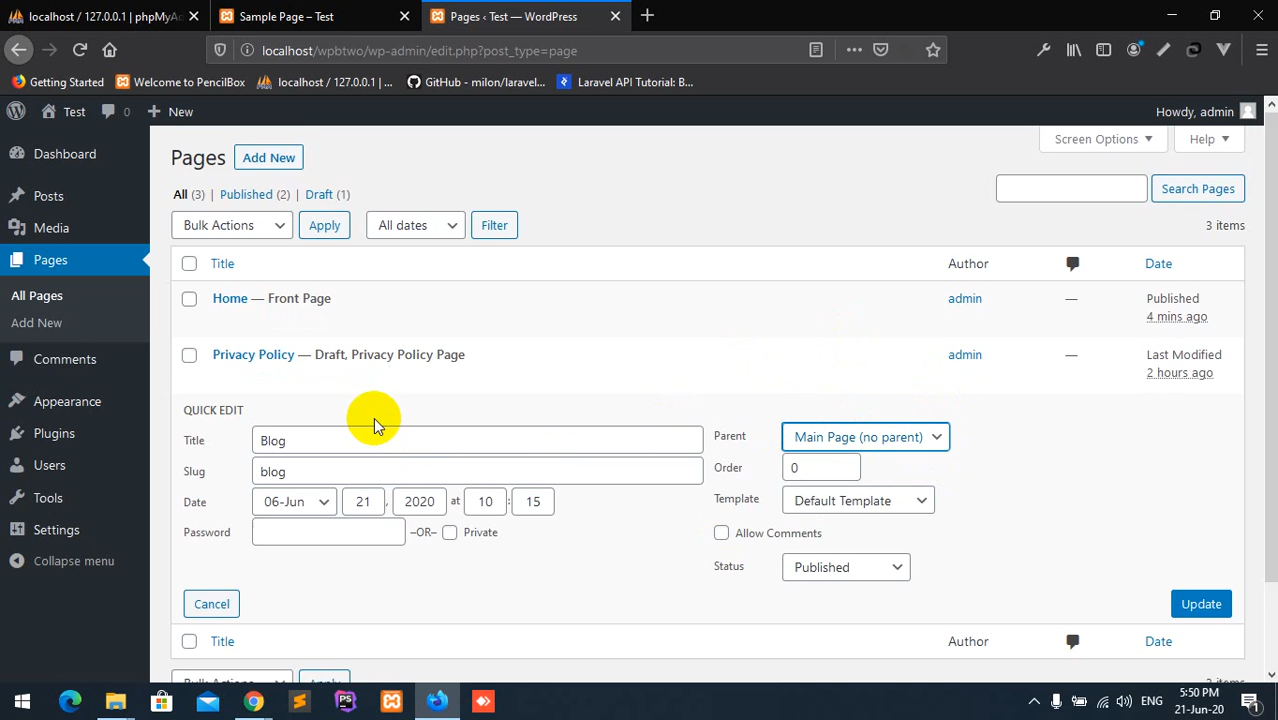 localhost / 127.0.0.1 | phpMyAd
Sample Page – Test
Pages ‹ Test — WordPress
localhost/wpbtwo/wp-admin/edit.php?post_type=page
Getting Started
Welcome to PencilBox
localhost / 127.0.0.1 | ...
GitHub - milon/laravel...
Laravel API Tutorial: B...
Test
0
New
Howdy, admin
Dashboard
Posts
Media
Pages
All Pages
Add New
Comments
Appearance
Plugins
Users
Tools
Settings
Collapse menu
Screen Options
Help
Pages
Add New
All (3) | Published (2) | Draft (1)
Search Pages
Bulk Actions
Apply
All dates
Filter
3 items
Title
Author
Date
Home — Front Page
admin
—
Published
4 mins ago
Privacy Policy — Draft, Privacy Policy Page
admin
—
Last Modified
2 hours ago
QUICK EDIT
Title
Blog
Slug
blog
Date
06-Jun
21
,
2020
at
10
:
15
Password
–OR–
Private
Parent
Main Page (no parent)
Order
0
Template
Default Template
Allow Comments
Status
Published
Cancel
Update
Title
Author
Date
Bulk Actions
Apply
3 items
PS
ENG
5:50 PM
21-Jun-20
1